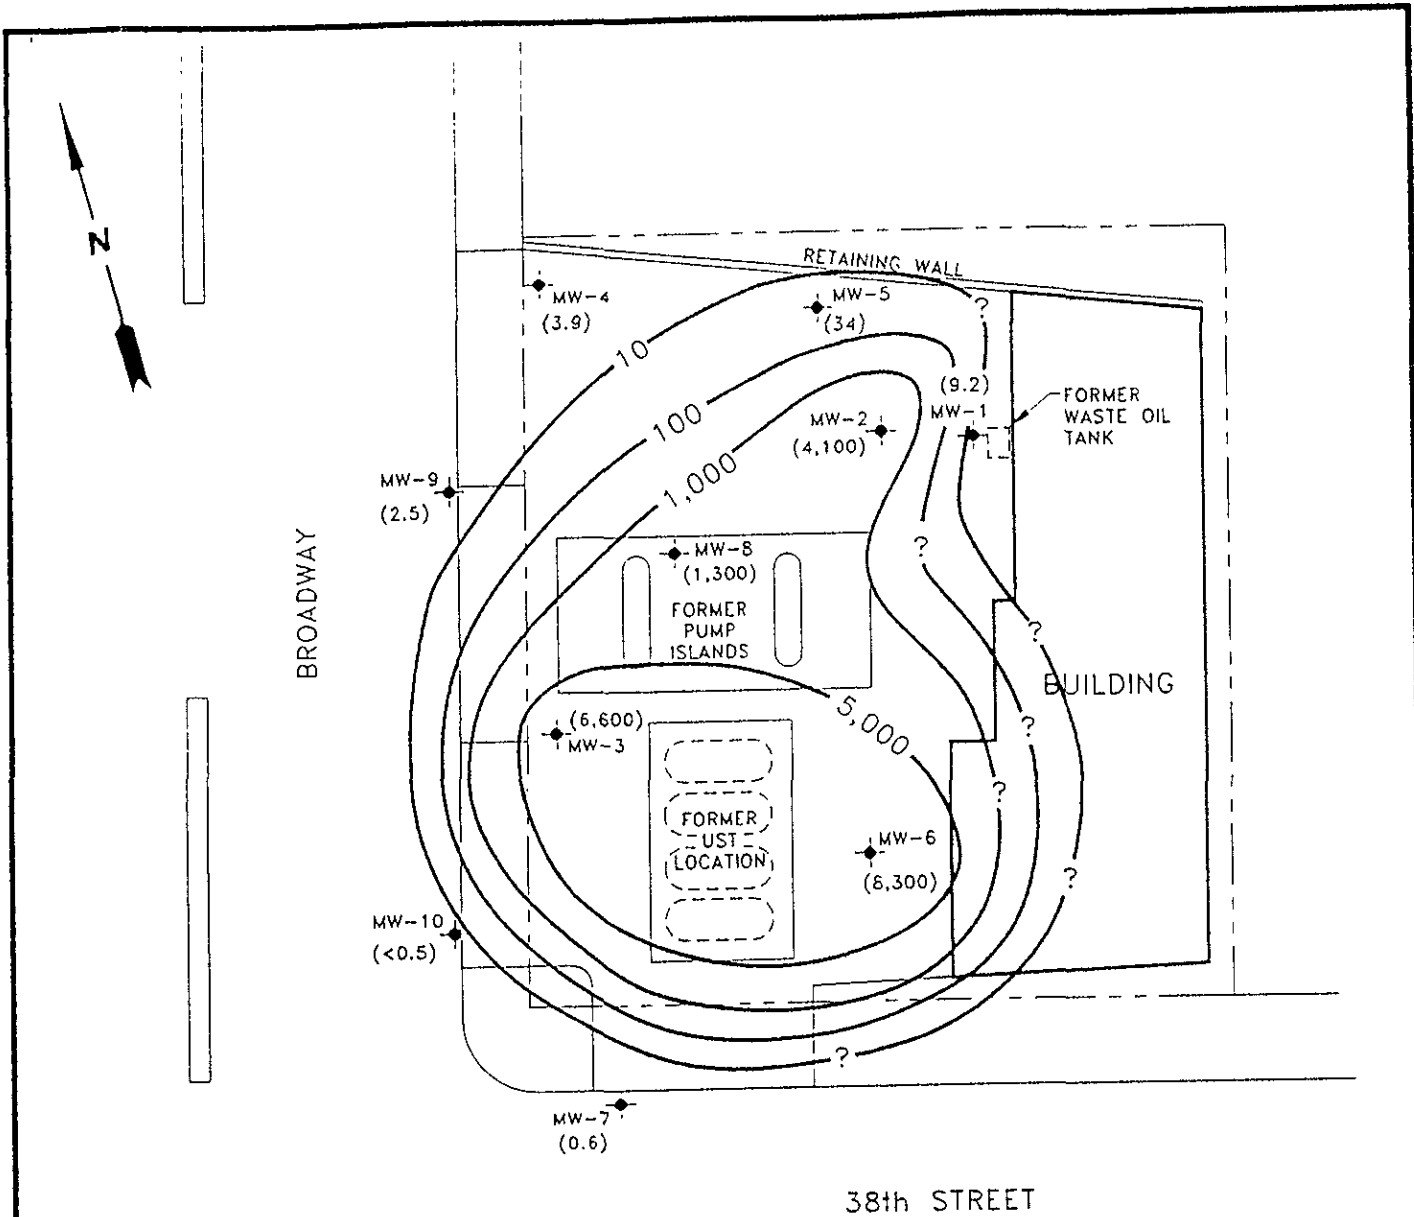 N
RETAINING WALL
MW-4
(3.9)
MW-5
(34)
?
10
(9.2)
MW-1
FORMER
WASTE OIL
TANK
100
MW-2
(4,100)
1,000
MW-9
(2.5)
?
MW-8
(1,300)
BROADWAY
FORMER
PUMP
ISLANDS
?
BUILDING
5,000
(6,600)
MW-3
?
?
FORMER
UST
LOCATION
MW-6
(8,300)
?
MW-10
(<0.5)
?
MW-7
(0.6)
38th STREET